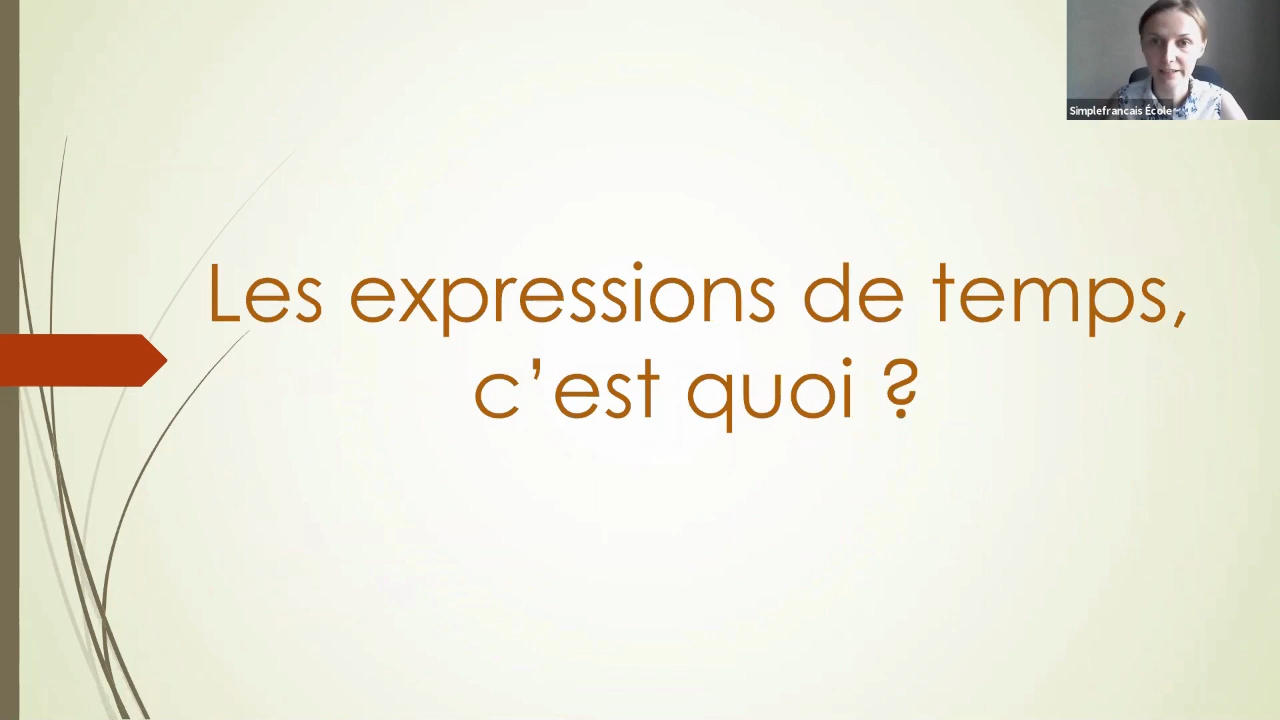 Simplefrancais École
Les expressions de temps,
c’est quoi ?